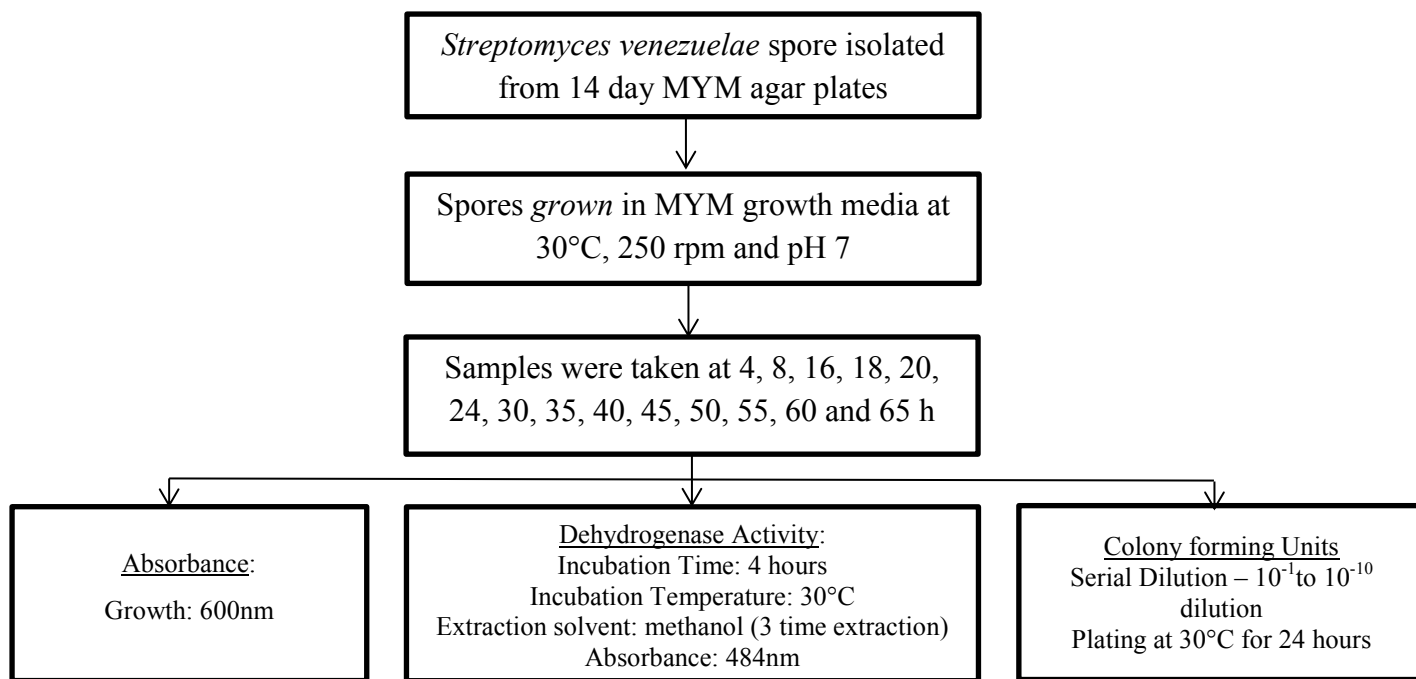 Streptomyces venezuelae spore isolated
from 14 day MYM agar plates
Spores grown in MYM growth media at
30°C, 250 rpm and pH 7
Samples were taken at 4, 8, 16, 18, 20,
24, 30, 35, 40, 45, 50, 55, 60 and 65 h
Absorbance:
Growth: 600nm
Dehydrogenase Activity:
Incubation Time: 4 hours
Incubation Temperature: 30°C
Extraction solvent: methanol (3 time extraction)
Absorbance: 484nm
Colony forming Units
Serial Dilution – 10⁻¹to 10⁻¹⁰
dilution
Plating at 30°C for 24 hours